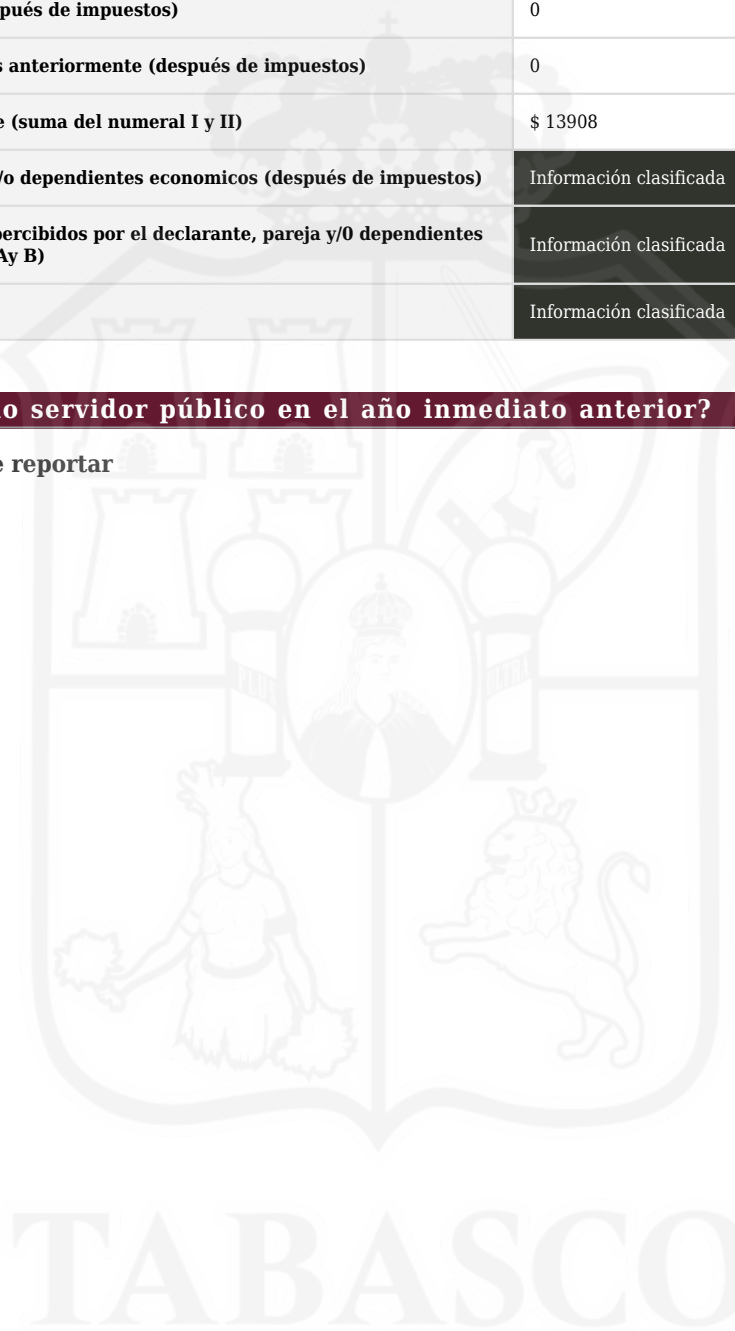 pués de impuestos)
0
s anteriormente (después de impuestos)
0
e (suma del numeral I y II)
$ 13908
/o dependientes economicos (después de impuestos)
Información clasificada
percibidos por el declarante, pareja y/0 dependientes
Ay B)
Información clasificada
Información clasificada
o servidor público en el año inmediato anterior?
e reportar
PLUS
ULTRA
TABASCO